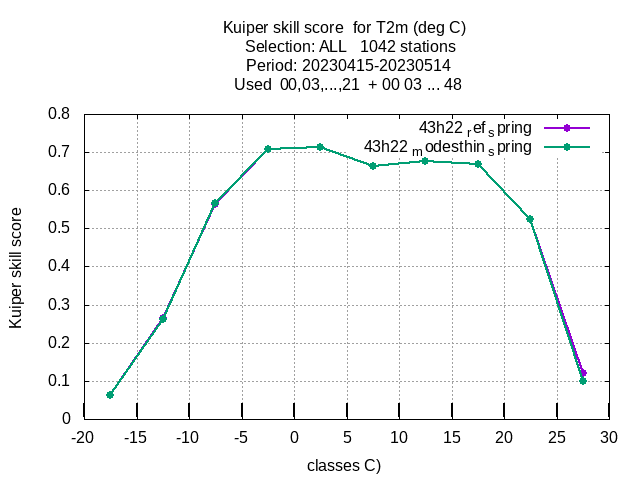 Kuiper skill score  for T2m (deg C)
Selection: ALL   1042 stations
Period: 20230415-20230514
Used  00,03,...,21  + 00 03 ... 48
0.8
43h22 ref spring
43h22 modesthin spring
0.7
0.6
0.5
0.4
0.3
0.2
0.1
0
Kuiper skill score
-20 -15 -10 -5 0 5 10 15 20 25 30
classes C)